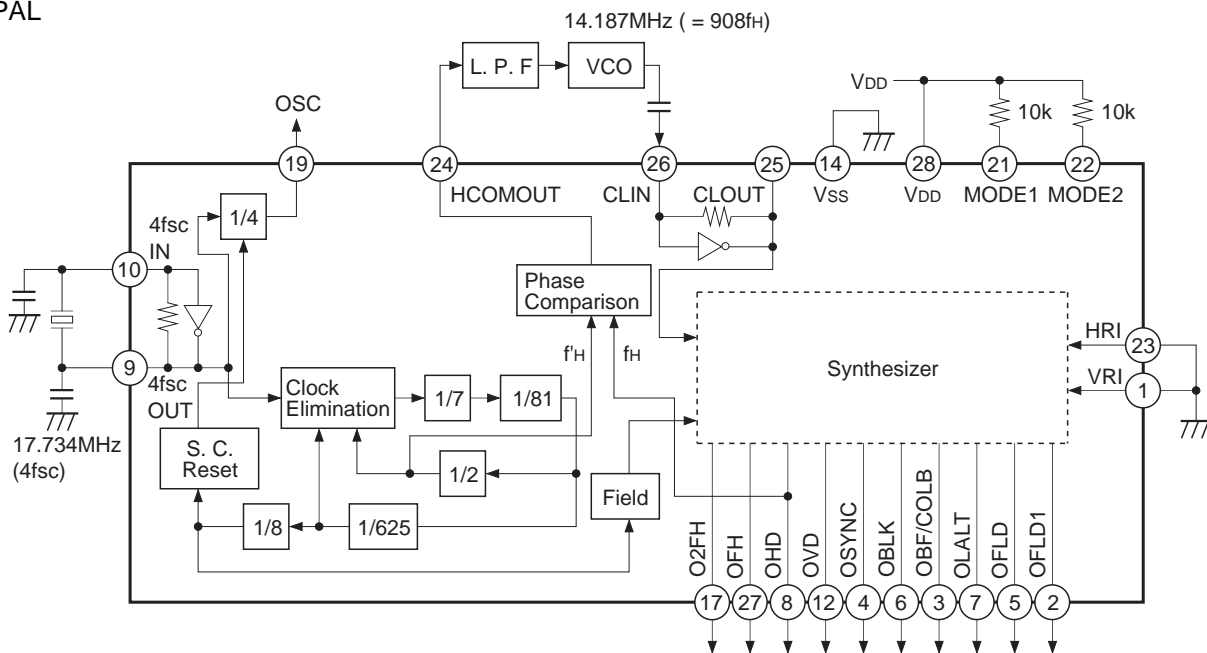 PAL
14.187MHz ( = 908fH)
L. P. F
VCO
OSC
VDD
10k
10k
19
24
26
25
14
28
21
22
HCOMOUT
CLIN
CLOUT
VSS
VDD
MODE1
MODE2
1/4
4fsc
IN
10
Phase
Comparison
HRI
23
f'H
fH
Synthesizer
9
4fsc
OUT
Clock
Elimination
1/7
1/81
VRI
1
17.734MHz
(4fsc)
S. C.
Reset
1/2
Field
1/8
1/625
O2FH
OFH
OHD
OVD
OSYNC
OBLK
OBF/COLB
OLALT
OFLD
OFLD1
17
27
8
12
4
6
3
7
5
2